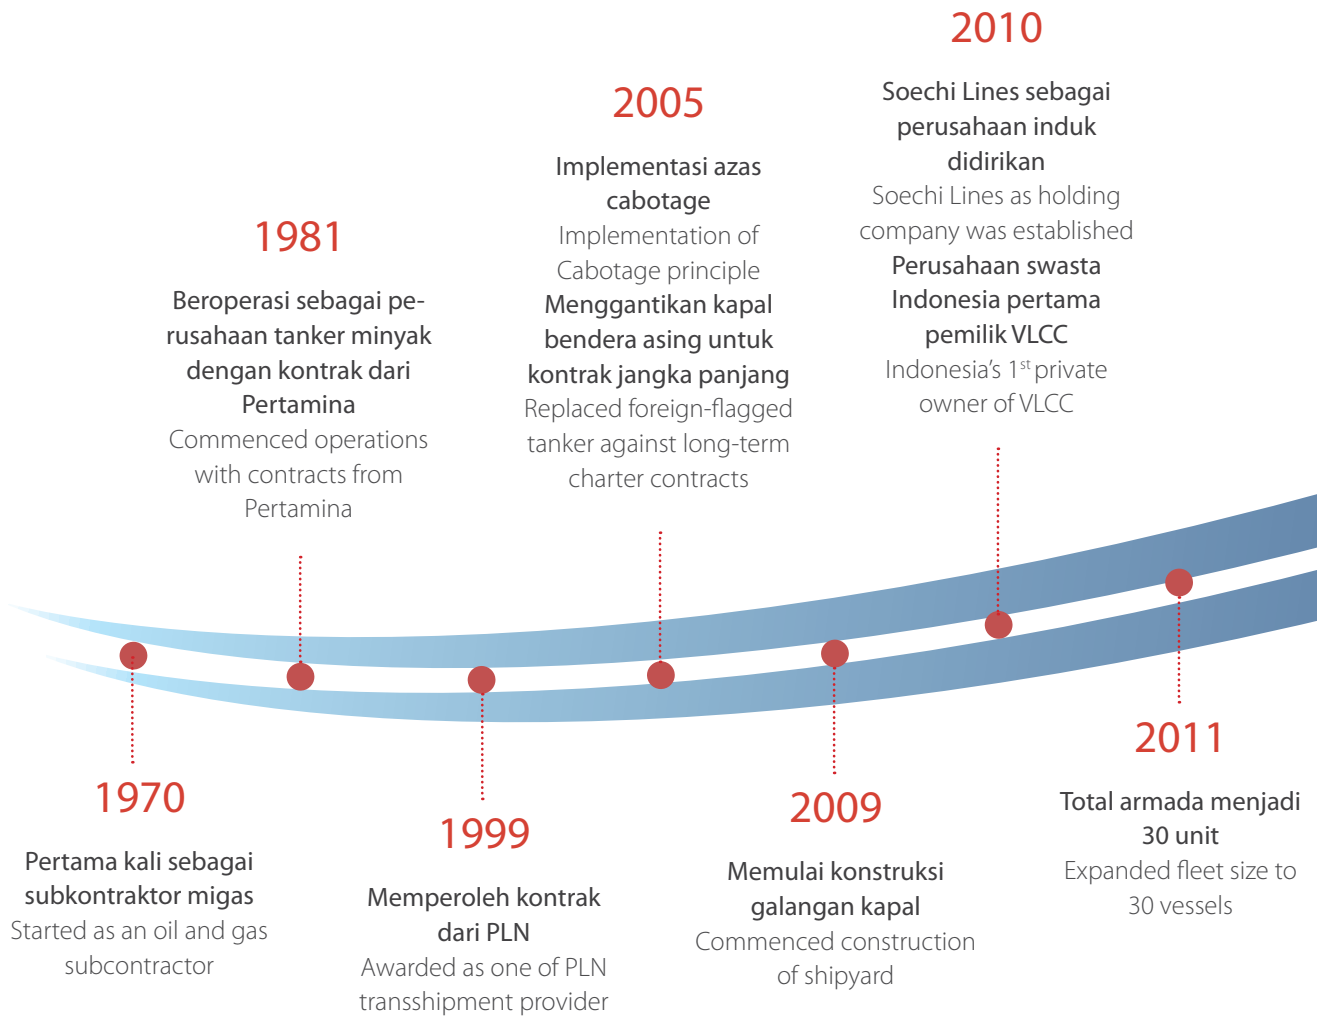 1970
Pertama kali sebagai
subkontraktor migas
Started as an oil and gas
subcontractor
1981
Beroperasi sebagai pe-
rusahaan tanker minyak
dengan kontrak dari
Pertamina
Commenced operations
with contracts from
Pertamina
1999
Memperoleh kontrak
dari PLN
Awarded as one of PLN
transshipment provider
2005
Implementasi azas
cabotage
Implementation of
Cabotage principle
Menggantikan kapal
bendera asing untuk
kontrak jangka panjang
Replaced foreign-flagged
tanker against long-term
charter contracts
2009
Memulai konstruksi
galangan kapal
Commenced construction
of shipyard
2010
Soechi Lines sebagai
perusahaan induk
didirikan
Soechi Lines as holding
company was established
Perusahaan swasta
Indonesia pertama
pemilik VLCC
Indonesia’s 1st private
owner of VLCC
2011
Total armada menjadi
30 unit
Expanded fleet size to
30 vessels